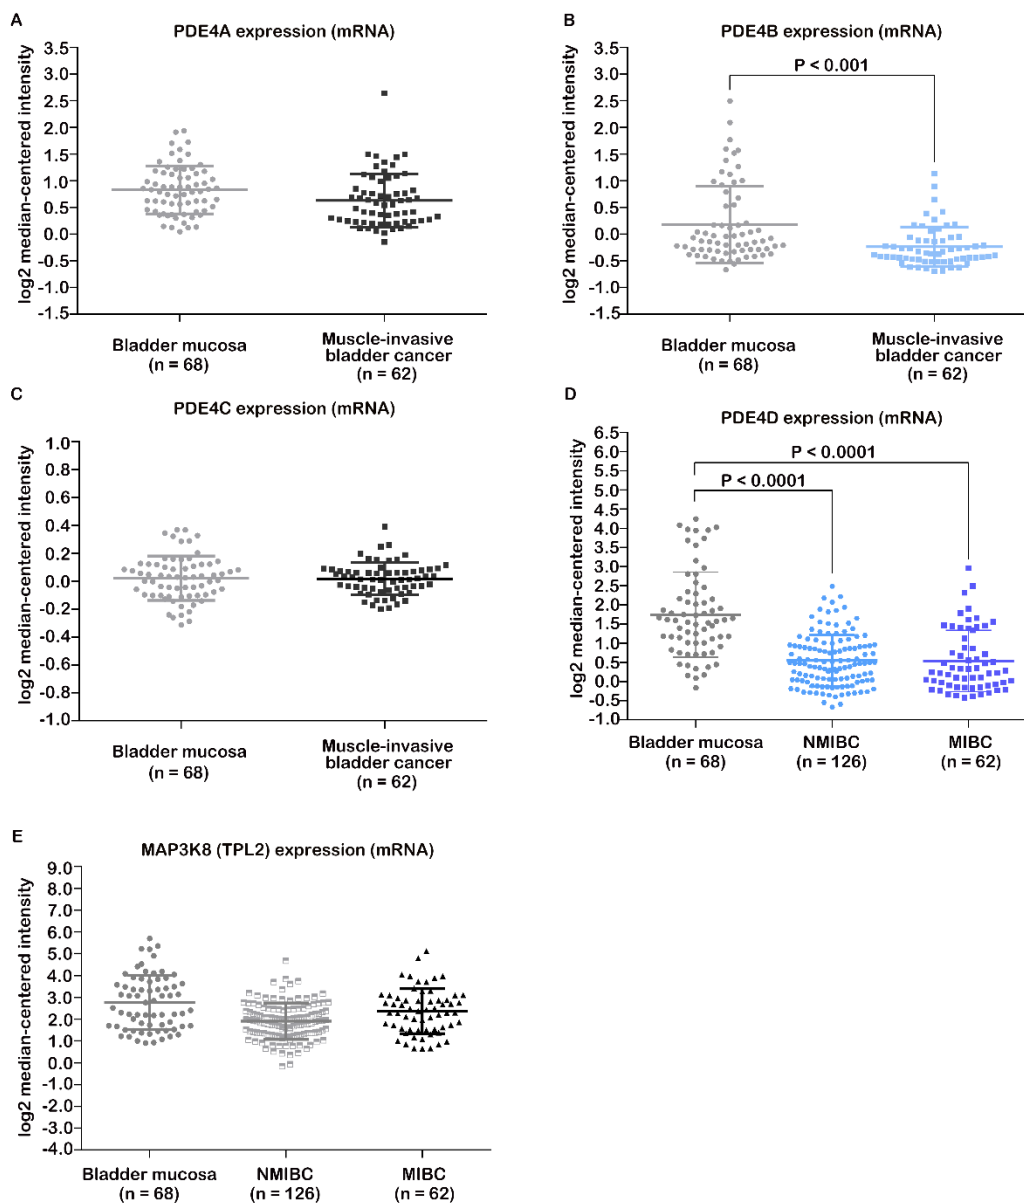 A
PDE4A expression (mRNA)
log2 median-centered intensity
3.5
3.0
2.5
2.0
1.5
1.0
0.5
0.0
-0.5
-1.0
-1.5
Bladder mucosa
(n = 68)
Muscle-invasive
bladder cancer
(n = 62)
B
PDE4B expression (mRNA)
P < 0.001
log2 median-centered intensity
3.5
3.0
2.5
2.0
1.5
1.0
0.5
0.0
-0.5
-1.0
-1.5
Bladder mucosa
(n = 68)
Muscle-invasive
bladder cancer
(n = 62)
C
PDE4C expression (mRNA)
log2 median-centered intensity
1.0
0.8
0.6
0.4
0.2
0.0
-0.2
-0.4
-0.6
-0.8
-1.0
Bladder mucosa
(n = 68)
Muscle-invasive
bladder cancer
(n = 62)
D
PDE4D expression (mRNA)
P < 0.0001
P < 0.0001
log2 median-centered intensity
6.5
6.0
5.5
5.0
4.5
4.0
3.5
3.0
2.5
2.0
1.5
1.0
0.5
0.0
-0.5
-1.0
Bladder mucosa
(n = 68)
NMIBC
(n = 126)
MIBC
(n = 62)
E
MAP3K8 (TPL2) expression (mRNA)
log2 median-centered intensity
9.0
8.0
7.0
6.0
5.0
4.0
3.0
2.0
1.0
0.0
-1.0
-2.0
-3.0
-4.0
Bladder mucosa
(n = 68)
NMIBC
(n = 126)
MIBC
(n = 62)